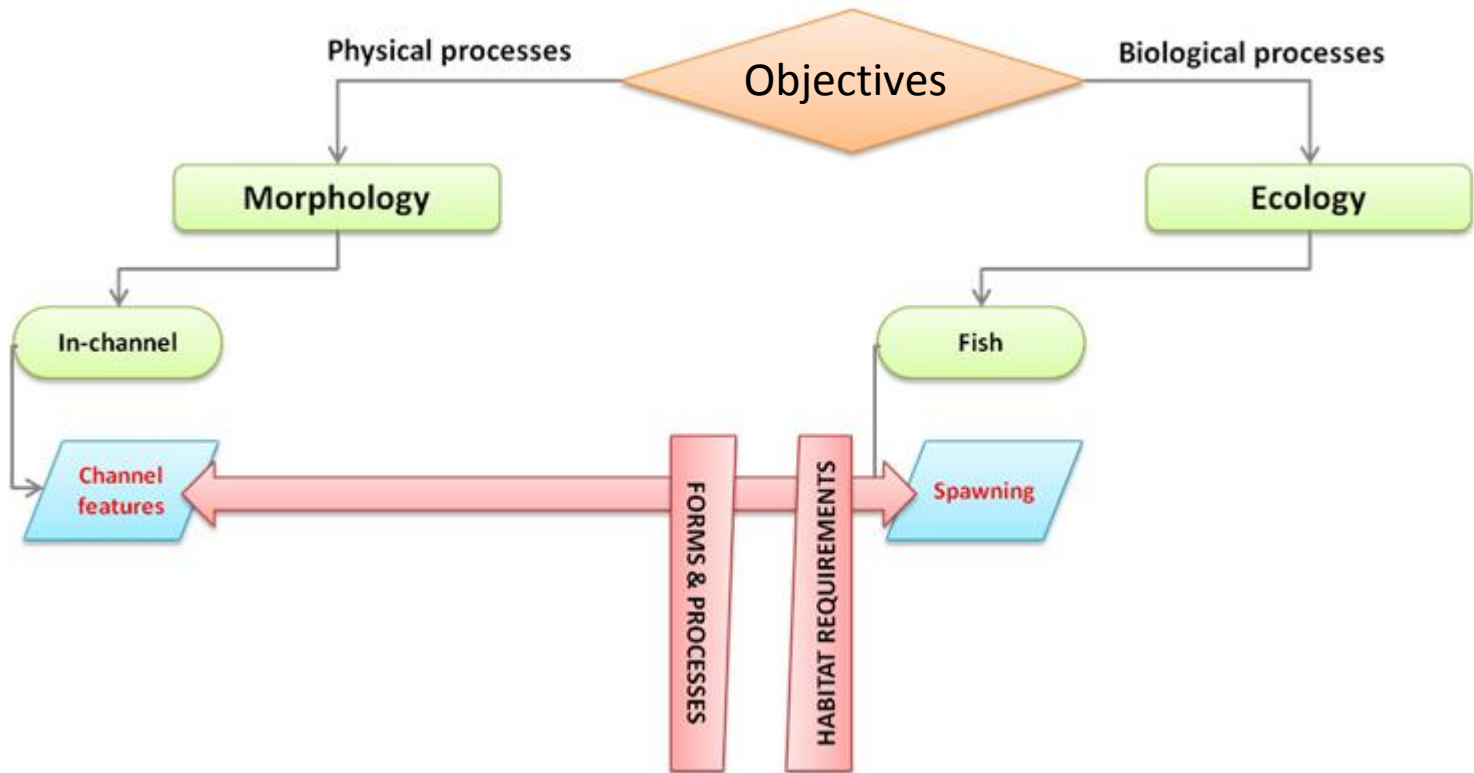 Physical processes
Objectives
Biological processes
Morphology
Ecology
In-channel
Fish
Channel
features
FORMS & PROCESSES
HABITAT REQUIREMENTS
Spawning